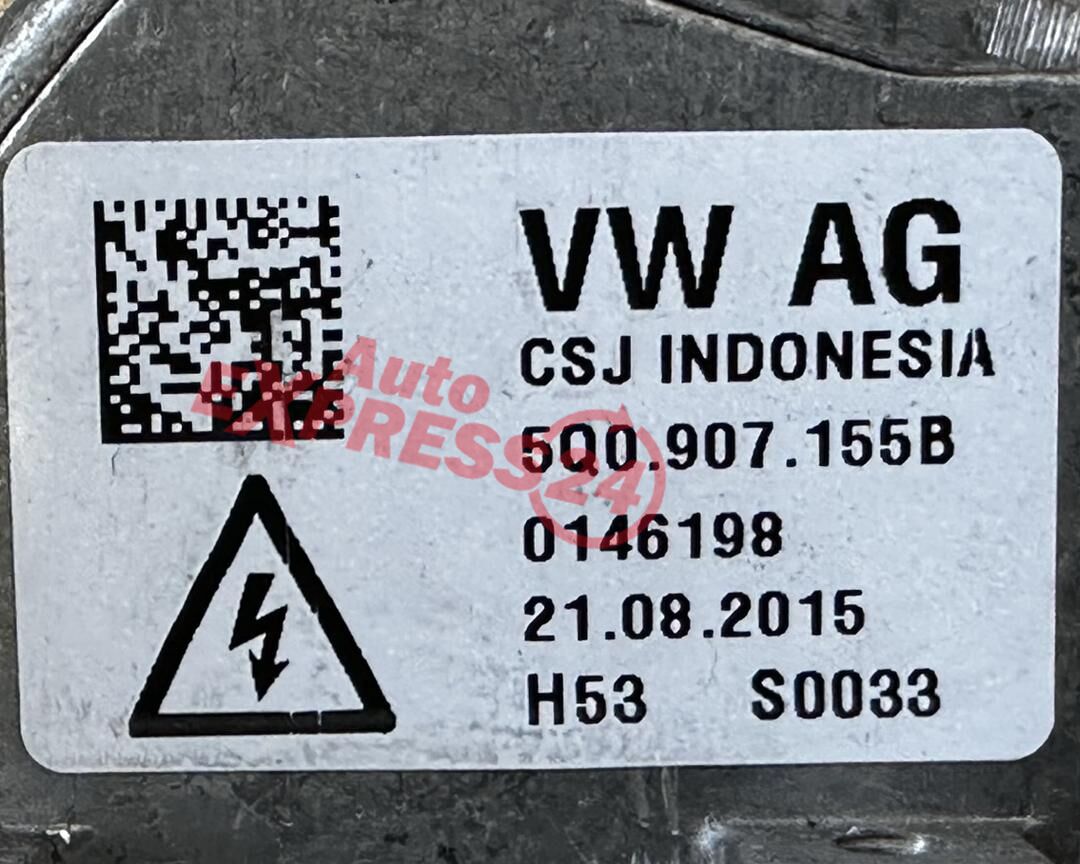 VW AG
CSJ INDONESIA
5Q0.907.155B
0146198
21.08.2015
H53 S0033
Auto
EXPRESS24